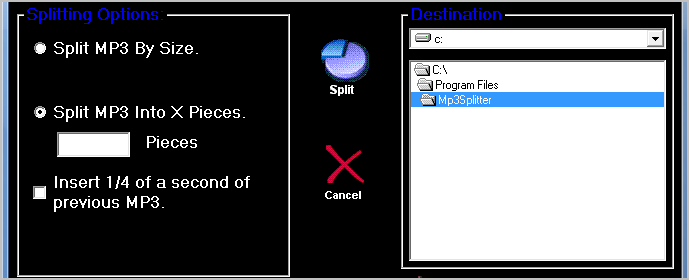 Splitting Options:
Split MP3 By Size.
Split MP3 Into X Pieces.
Pieces
Insert 1/4 of a second of
previous MP3.
Split
Cancel
Destination
c:
C:\
Program Files
Mp3Splitter